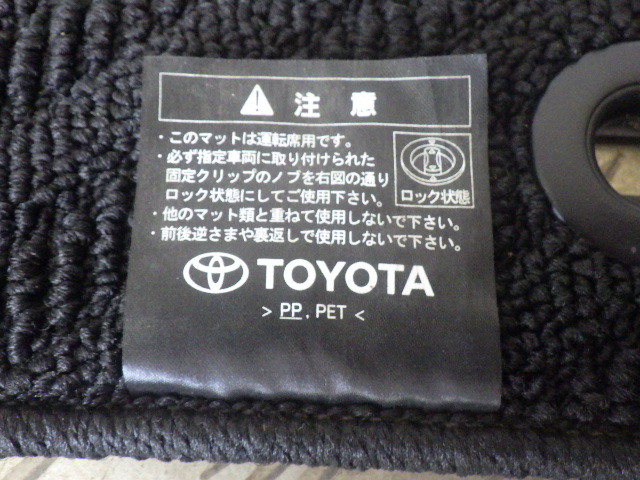 注意
・このマットは運転席用です。
・必ず指定車両に取り付けられた
固定クリップのノブを右図の通り
ロック状態にしてご使用下さい。
ロック状態
・他のマット類と重ねて使用しないで下さい。
・前後逆さまや裏返しで使用しないで下さい。
TOYOTA
> PP, PET <